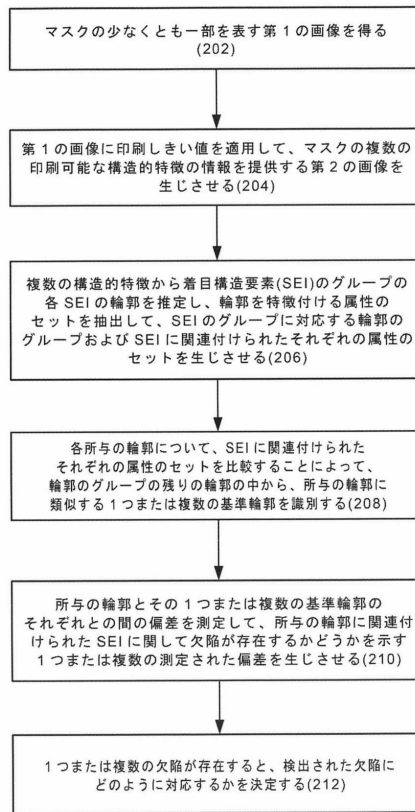 マスクの少なくとも一部を表す第1の画像を得る
(202)
第1の画像に印刷しきい値を適用して、マスクの複数の
印刷可能な構造的特徴の情報を提供する第2の画像を
生じさせる(204)
複数の構造的特徴から着目構造要素(SEI)のグループの
各 SEI の輪郭を推定し、輪郭を特徴付ける属性の
セットを抽出して、SEI のグループに対応する輪郭の
グループおよび SEI に関連付けられたそれぞれの属性の
セットを生じさせる(206)
各所与の輪郭について、SEI に関連付けられた
それぞれの属性のセットを比較することによって、
輪郭のグループの残りの輪郭の中から、所与の輪郭に
類似する1つまたは複数の基準輪郭を識別する(208)
所与の輪郭とその1つまたは複数の基準輪郭の
それぞれとの間の偏差を測定して、所与の輪郭に関連付
けられた SEI に関して欠陥が存在するかどうかを示す
1つまたは複数の測定された偏差を生じさせる(210)
1つまたは複数の欠陥が存在すると、検出された欠陥に
どのように対応するかを決定する(212)